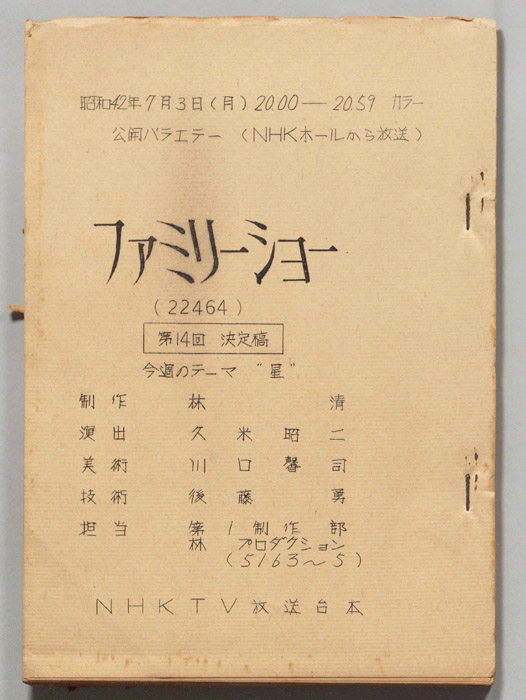 昭和42年7月3日(月)20.00―20.59 カラー
公開バラエテー (NHKホールから放送)
ファミリーショー
(22464)
第14回 決定稿
今週のテーマ "星"
制作 林 清
演出 久米昭二
美術 川口馨司
技術 後藤勇
担当 第1制作部
林 プロダクション
(5163~5)
NHKTV放送台本